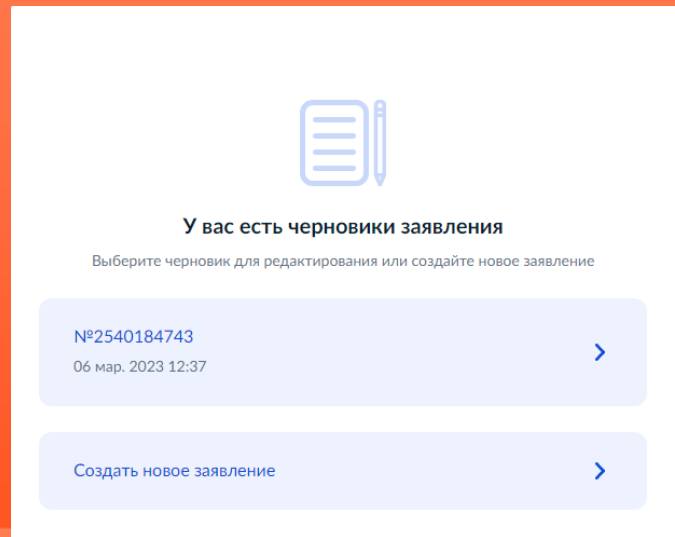 У вас есть черновики заявления
Выберите черновик для редактирования или создайте новое заявление
№2540184743
06 мар. 2023 12:37
Создать новое заявление